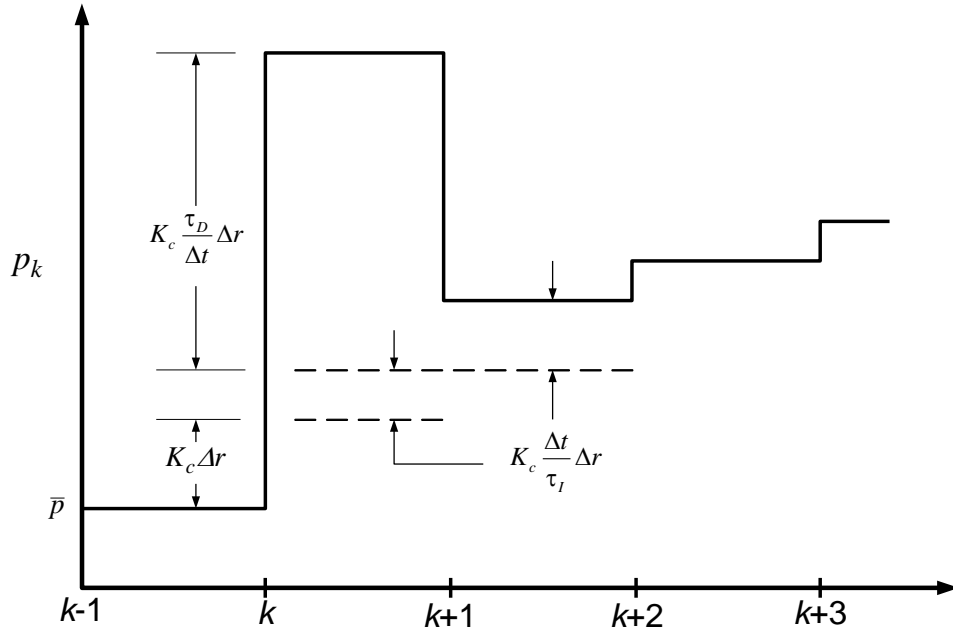 K_c τ_D/Δt Δr
p_k
K_c Δr
K_c Δt/τ_I Δr
p̄
k-1 k k+1 k+2 k+3